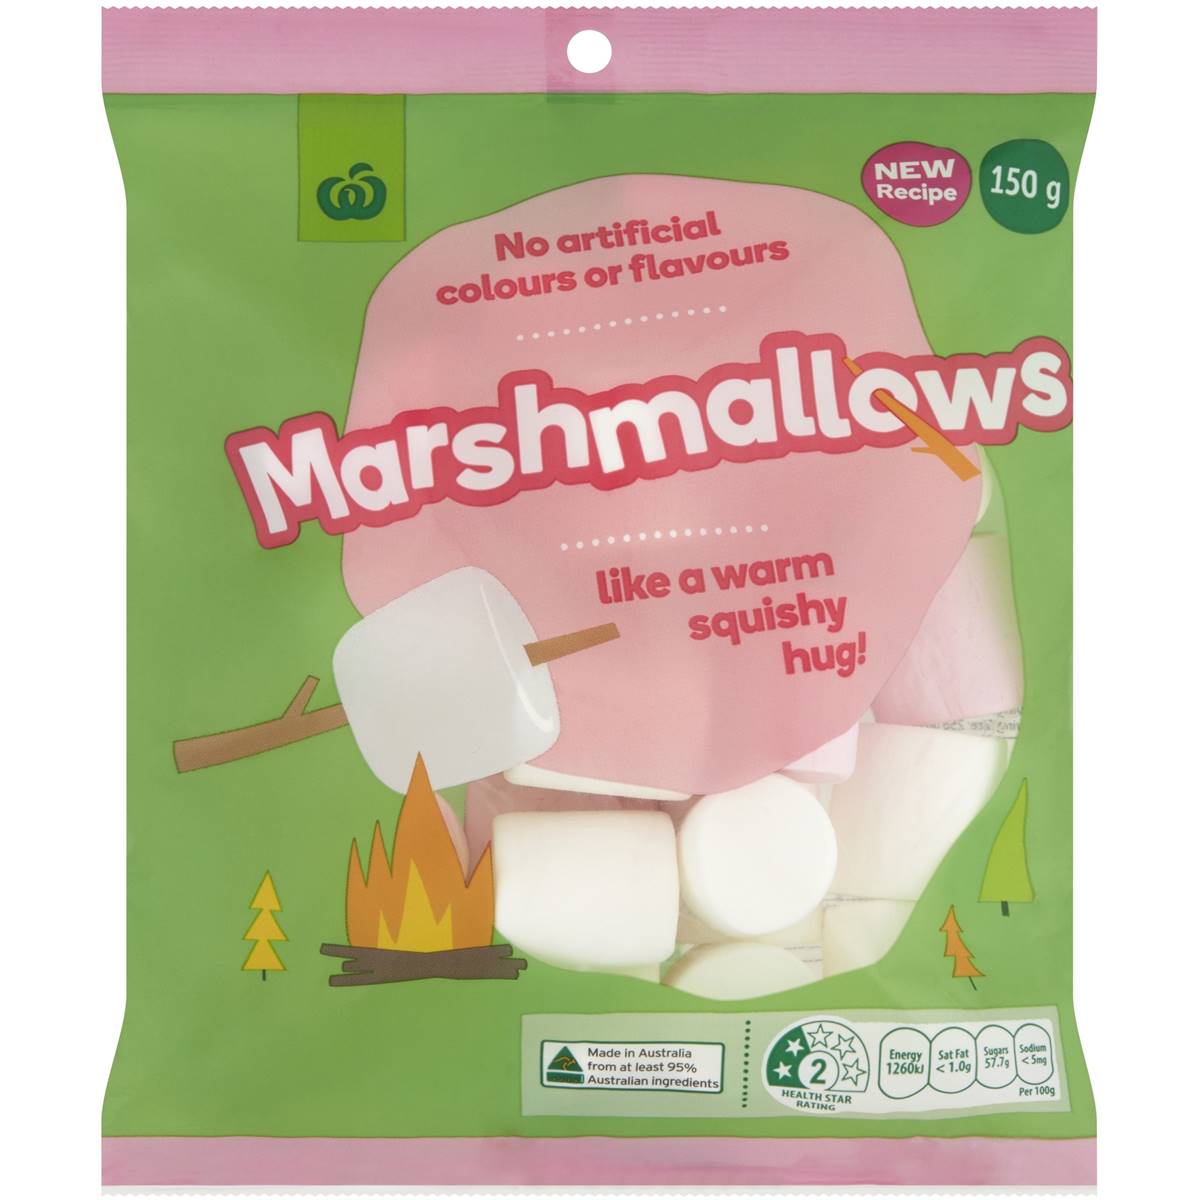 NEW
Recipe
150 g
No artificial
colours or flavours
Marshmallows
like a warm
squishy
hug!
Made in Australia
from at least 95%
Australian ingredients
2
HEALTH STAR
RATING
Energy
1260kJ
Sat Fat
< 1.0g
Sugars
57.7g
Sodium
< 5mg
Per 100g